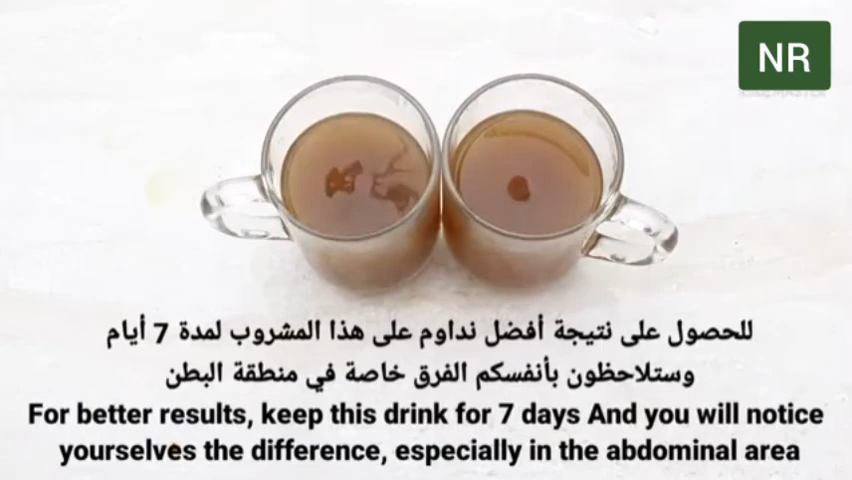 NR
للحصول على نتيجة أفضل نداوم على هذا المشروب لمدة 7 أيام
وستلاحظون بأنفسكم الفرق خاصة في منطقة البطن
For better results, keep this drink for 7 days And you will notice
yourselves the difference, especially in the abdominal area